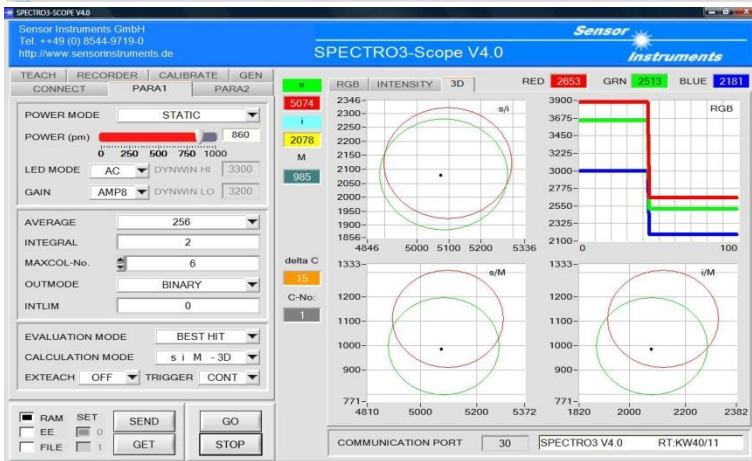 SPECTRO3-SCOPE V4.0
Sensor Instruments GmbH
Tel. ++49 (0) 8544-9719-0
http://www.sensorinstruments.de
SPECTRO3-Scope V4.0
Sensor
Instruments
TEACH RECORDER CALIBRATE GEN
CONNECT PARA1 PARA2
POWER MODE STATIC
POWER (pm) 860
0 250 500 750 1000
LED MODE AC DYNWIN HI 3300
GAIN AMP8 DYNWIN LO 3200
AVERAGE 256
INTEGRAL 2
MAXCOL-No. 6
OUTMODE BINARY
INTLIM 0
EVALUATION MODE BEST HIT
CALCULATION MODE s i M - 3D
EXTEACH OFF TRIGGER CONT
RAM SET SEND GO
EE 0
FILE 1 GET STOP
s
5074
i
2078
M
985
delta C
15
C-No:
1
RGB INTENSITY 3D RED 2653 GRN 2513 BLUE 2181
s/i
2346
2300
2250
2200
2150
2100
2050
2000
1950
1900
1856
4846 5000 5100 5200 5336
RGB
3900
3675
3450
3225
3000
2775
2550
2325
2100
0 100
s/M
1333
1200
1100
1000
900
771
4810 5000 5200 5372
i/M
1333
1200
1100
1000
900
771
1820 2000 2200 2382
COMMUNICATION PORT 30 SPECTRO3 V4.0 RT:KW40/11